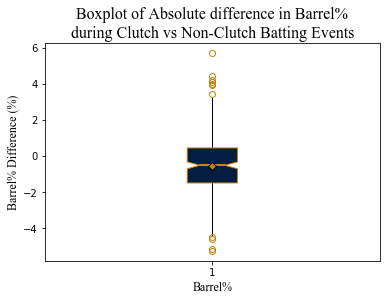 Boxplot of Absolute difference in Barrel%
during Clutch vs Non-Clutch Batting Events
Barrel% Difference (%)
6
4
2
0
−2
−4
1
Barrel%